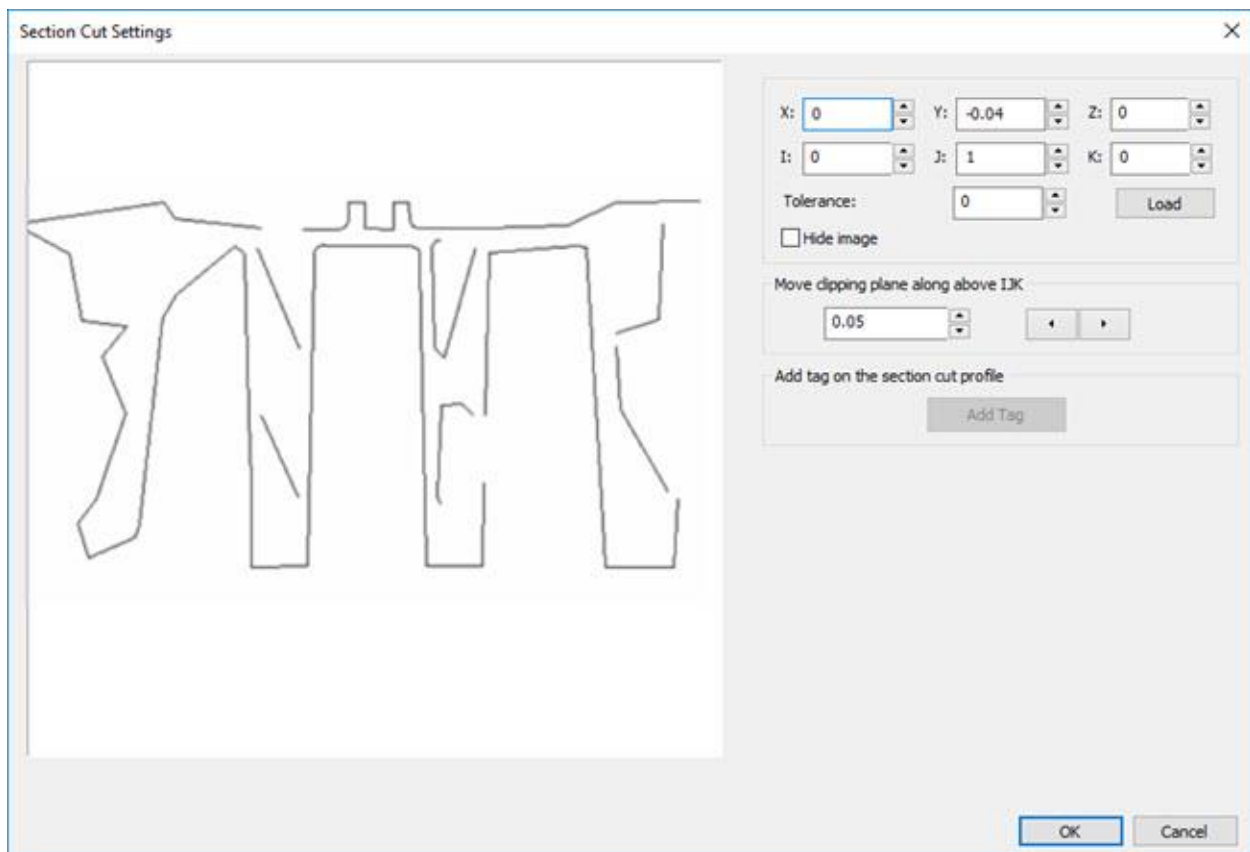 Section Cut Settings
X: 0 Y: -0.04 Z: 0
I: 0 J: 1 K: 0
Tolerance: 0 Load
Hide image
Move clipping plane along above IJK
0.05
Add tag on the section cut profile
Add Tag
OK Cancel